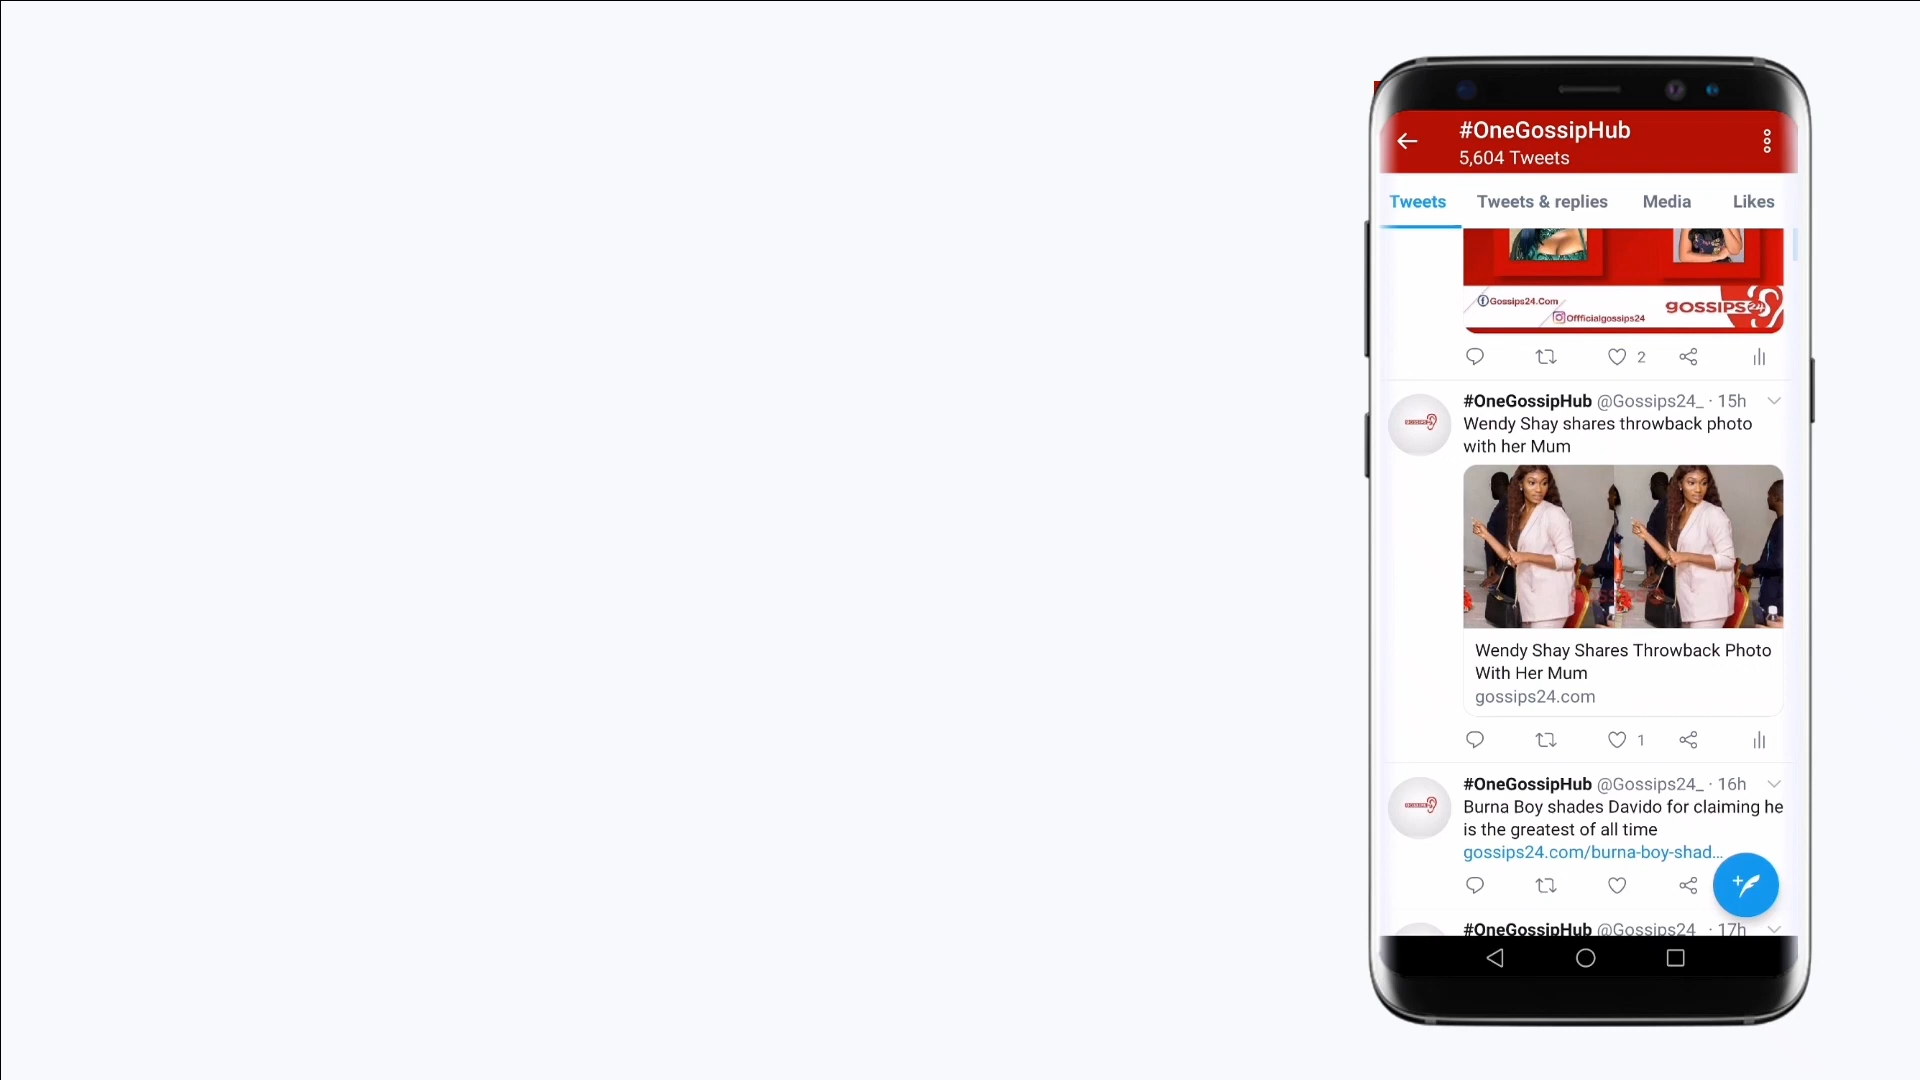 #OneGossipHub
5,604 Tweets
Tweets Tweets & replies Media Likes
Gossips24.Com
Offficialgossips24
gossips24
2
#OneGossipHub @Gossips24_ · 15h
Wendy Shay shares throwback photo
with her Mum
Wendy Shay Shares Throwback Photo
With Her Mum
gossips24.com
1
#OneGossipHub @Gossips24_ · 16h
Burna Boy shades Davido for claiming he
is the greatest of all time
gossips24.com/burna-boy-shad...
#OneGossipHub @Gossips24_ · 17h